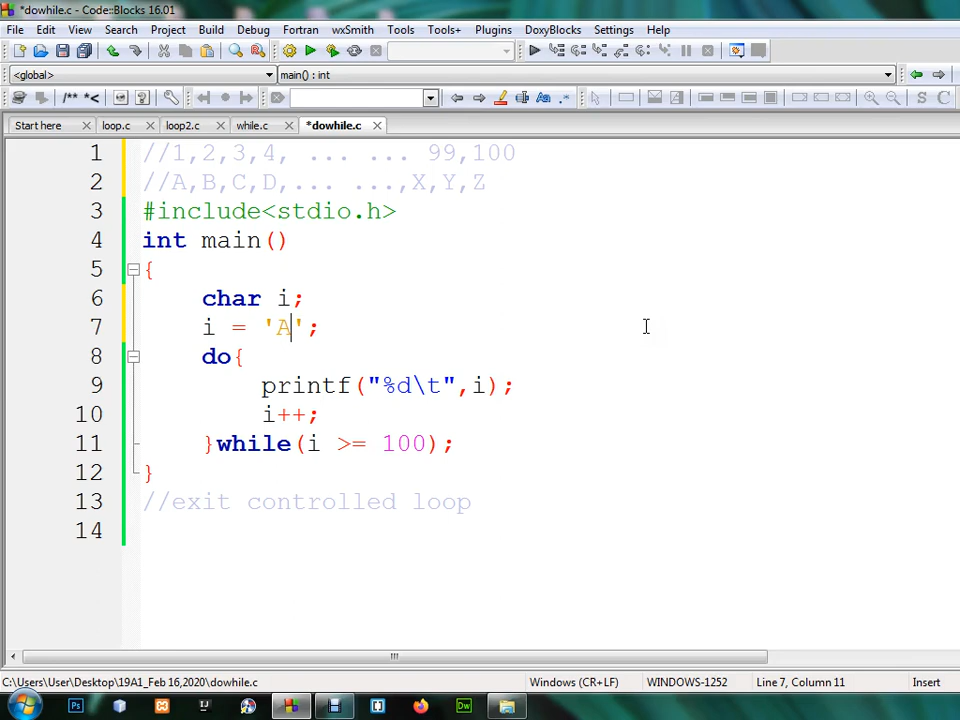 *dowhile.c - Code::Blocks 16.01
File Edit View Search Project Build Debug Fortran wxSmith Tools Tools+ Plugins DoxyBlocks Settings Help
<global> main() : int
/** *<
Start here loop.c loop2.c while.c *dowhile.c
1 //1,2,3,4, ... ... 99,100
2 //A,B,C,D,... ...,X,Y,Z
3 #include<stdio.h>
4 int main()
5 {
6 char i;
7 i = 'A';
8 do{
9 printf("%d\t",i);
10 i++;
11 }while(i >= 100);
12 }
13 //exit controlled loop
14
C:\Users\User\Desktop\19A1_Feb 16,2020\dowhile.c Windows (CR+LF) WINDOWS-1252 Line 7, Column 11 Insert